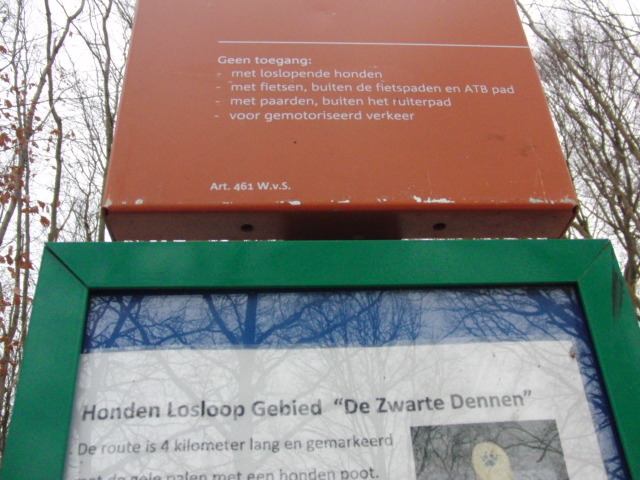 Geen toegang:
- met loslopende honden
- met fietsen, buiten de fietspaden en ATB pad
- met paarden, buiten het ruiterpad
- voor gemotoriseerd verkeer
Art. 461 W.v.S.
Honden Losloop Gebied "De Zwarte Dennen"
De route is 4 kilometer lang en gemarkeerd
met de gele palen met een honden poot.